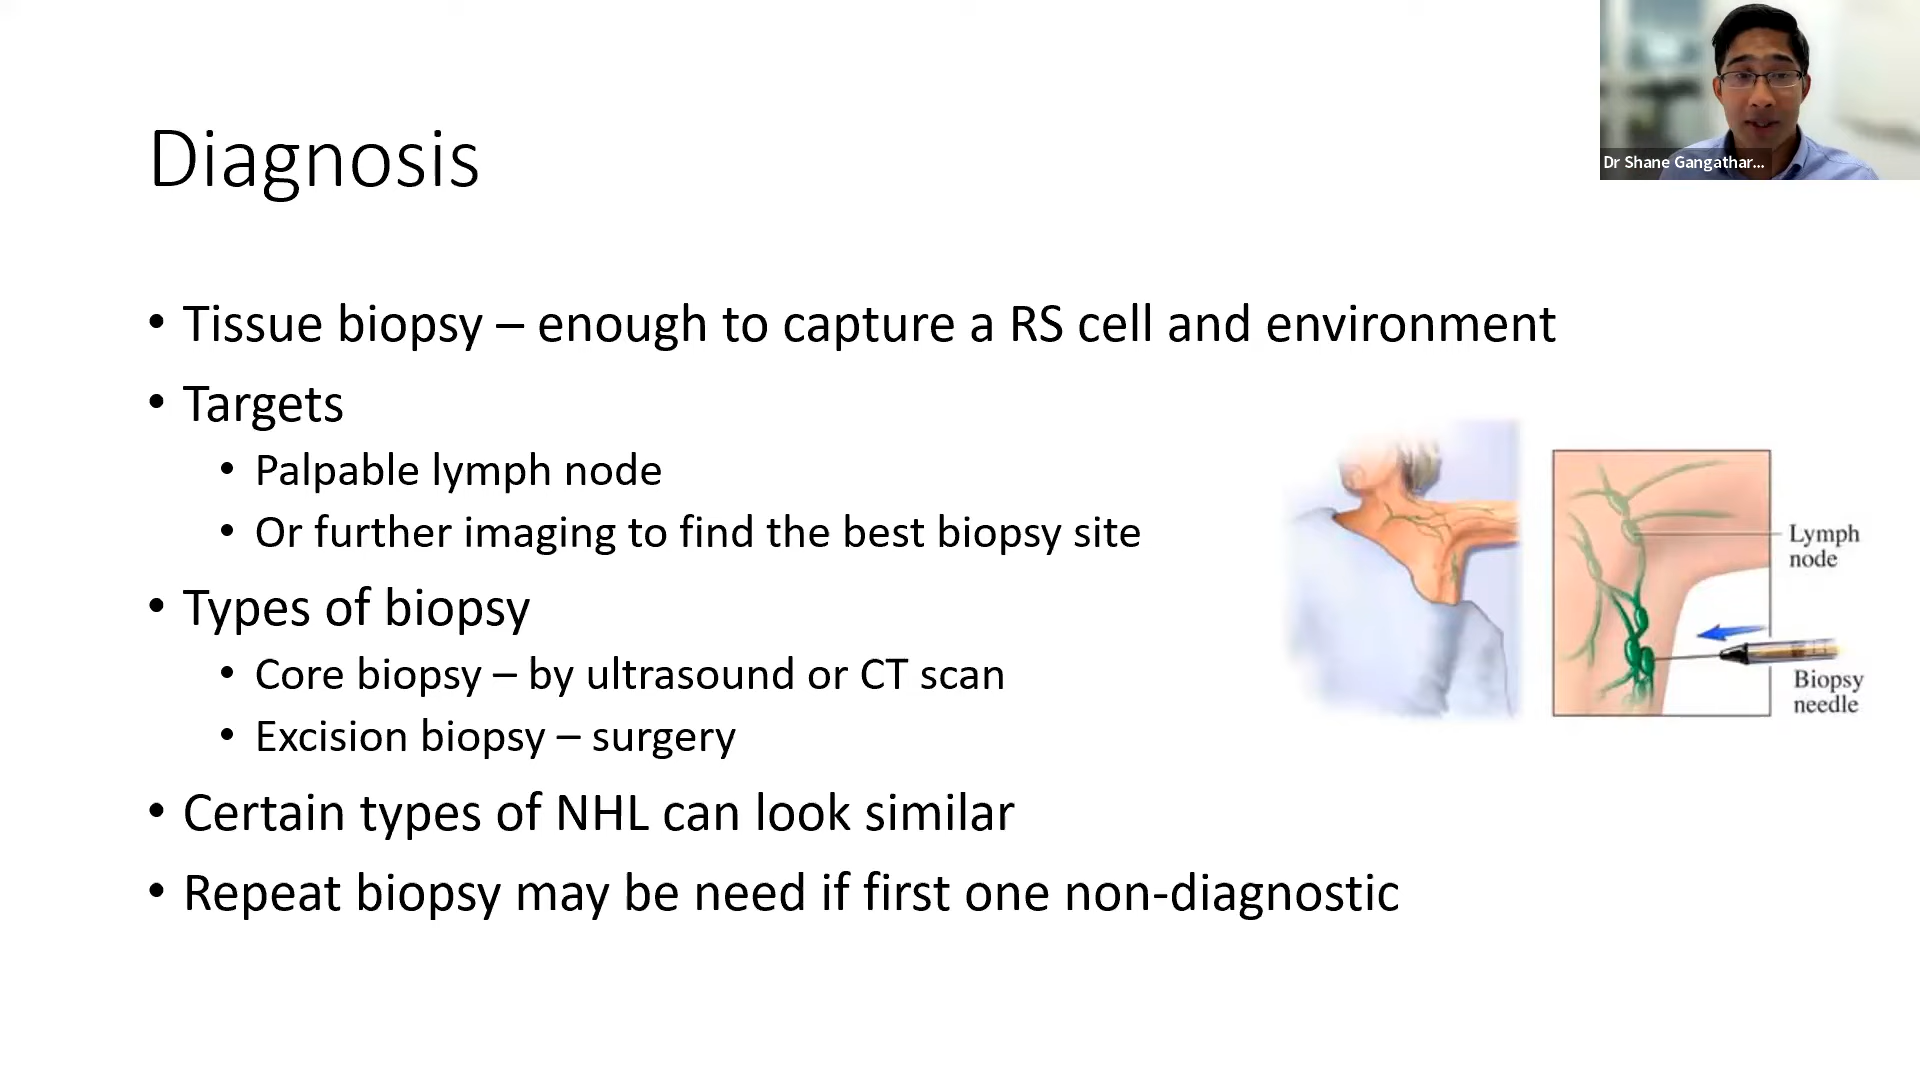 Dr Shane Gangathar...
Diagnosis
• Tissue biopsy – enough to capture a RS cell and environment
• Targets
• Palpable lymph node
• Or further imaging to find the best biopsy site
• Types of biopsy
• Core biopsy – by ultrasound or CT scan
• Excision biopsy – surgery
• Certain types of NHL can look similar
• Repeat biopsy may be need if first one non-diagnostic
Lymph
node
Biopsy
needle